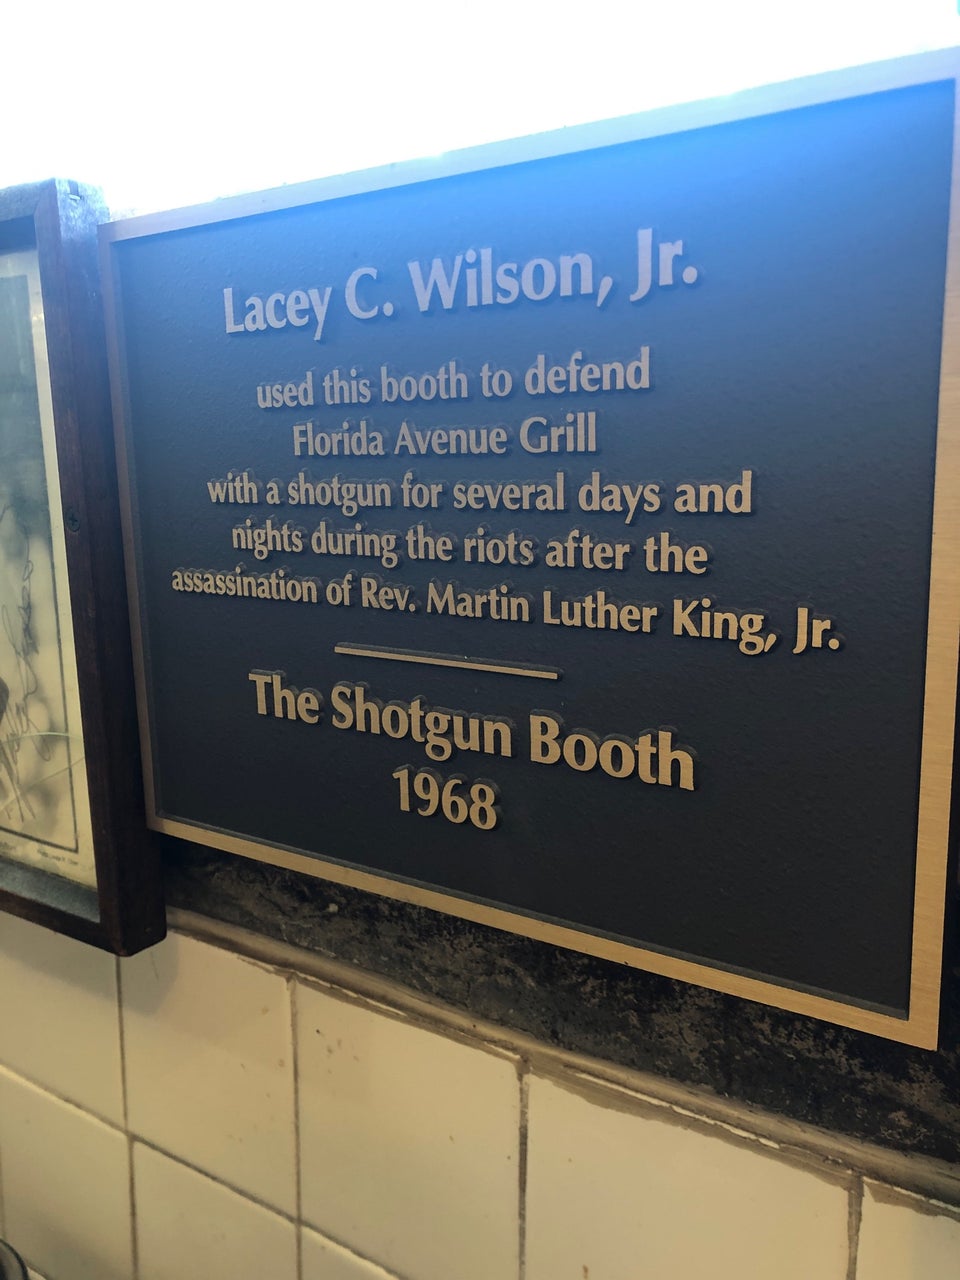 Lacey C. Wilson, Jr.
used this booth to defend
Florida Avenue Grill
with a shotgun for several days and
nights during the riots after the
assassination of Rev. Martin Luther King, Jr.
The Shotgun Booth
1968